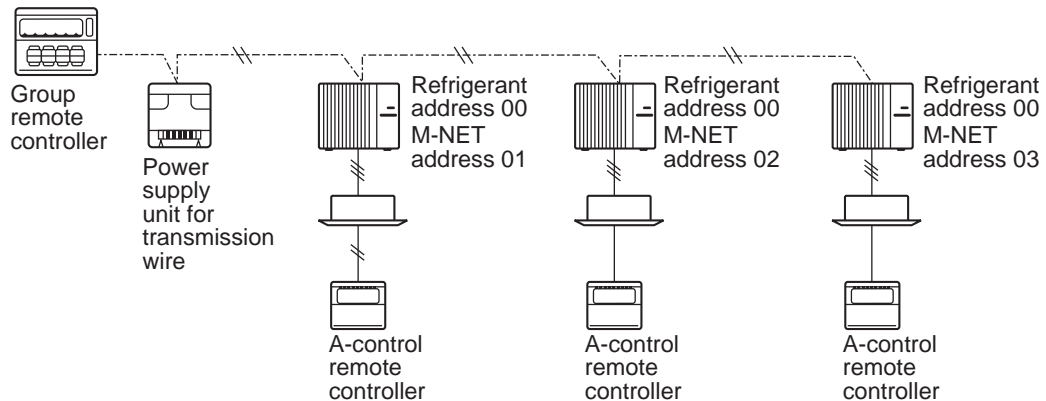 Group
remote
controller
Power
supply
unit for
transmission
wire
Refrigerant
address 00
M-NET
address 01
Refrigerant
address 00
M-NET
address 02
Refrigerant
address 00
M-NET
address 03
A-control
remote
controller
A-control
remote
controller
A-control
remote
controller